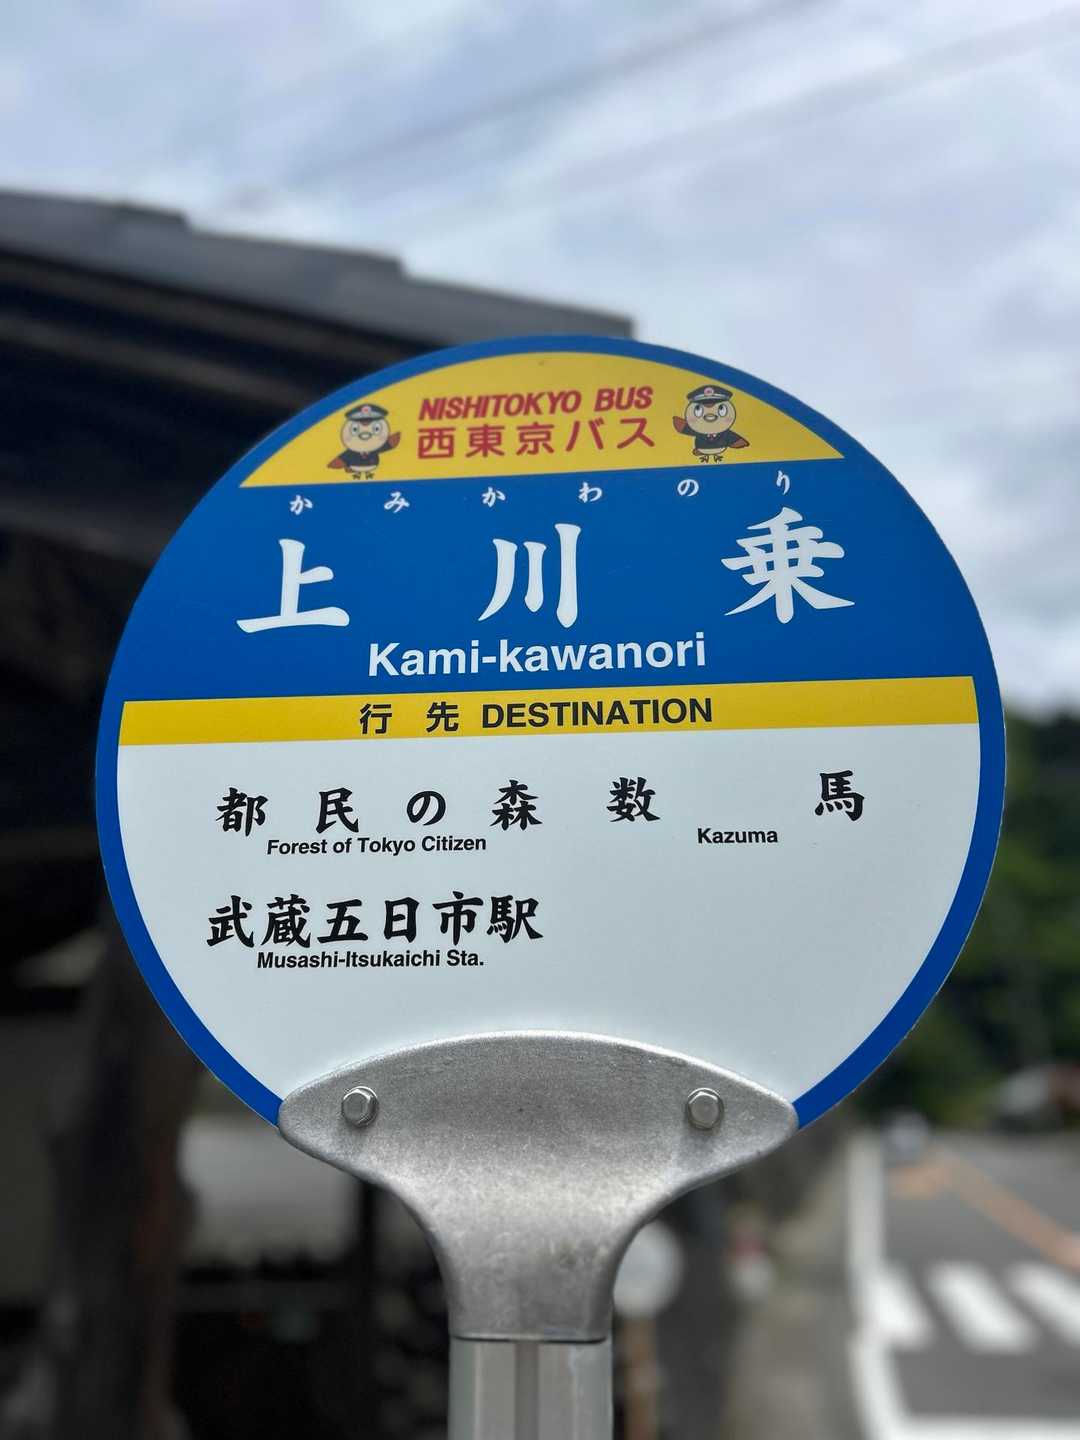 NISHITOKYO BUS
西東京バス
かみかわのり
上川乗
Kami-kawanori
行先 DESTINATION
都民の森 数馬
Forest of Tokyo Citizen Kazuma
武蔵五日市駅
Musashi-Itsukaichi Sta.